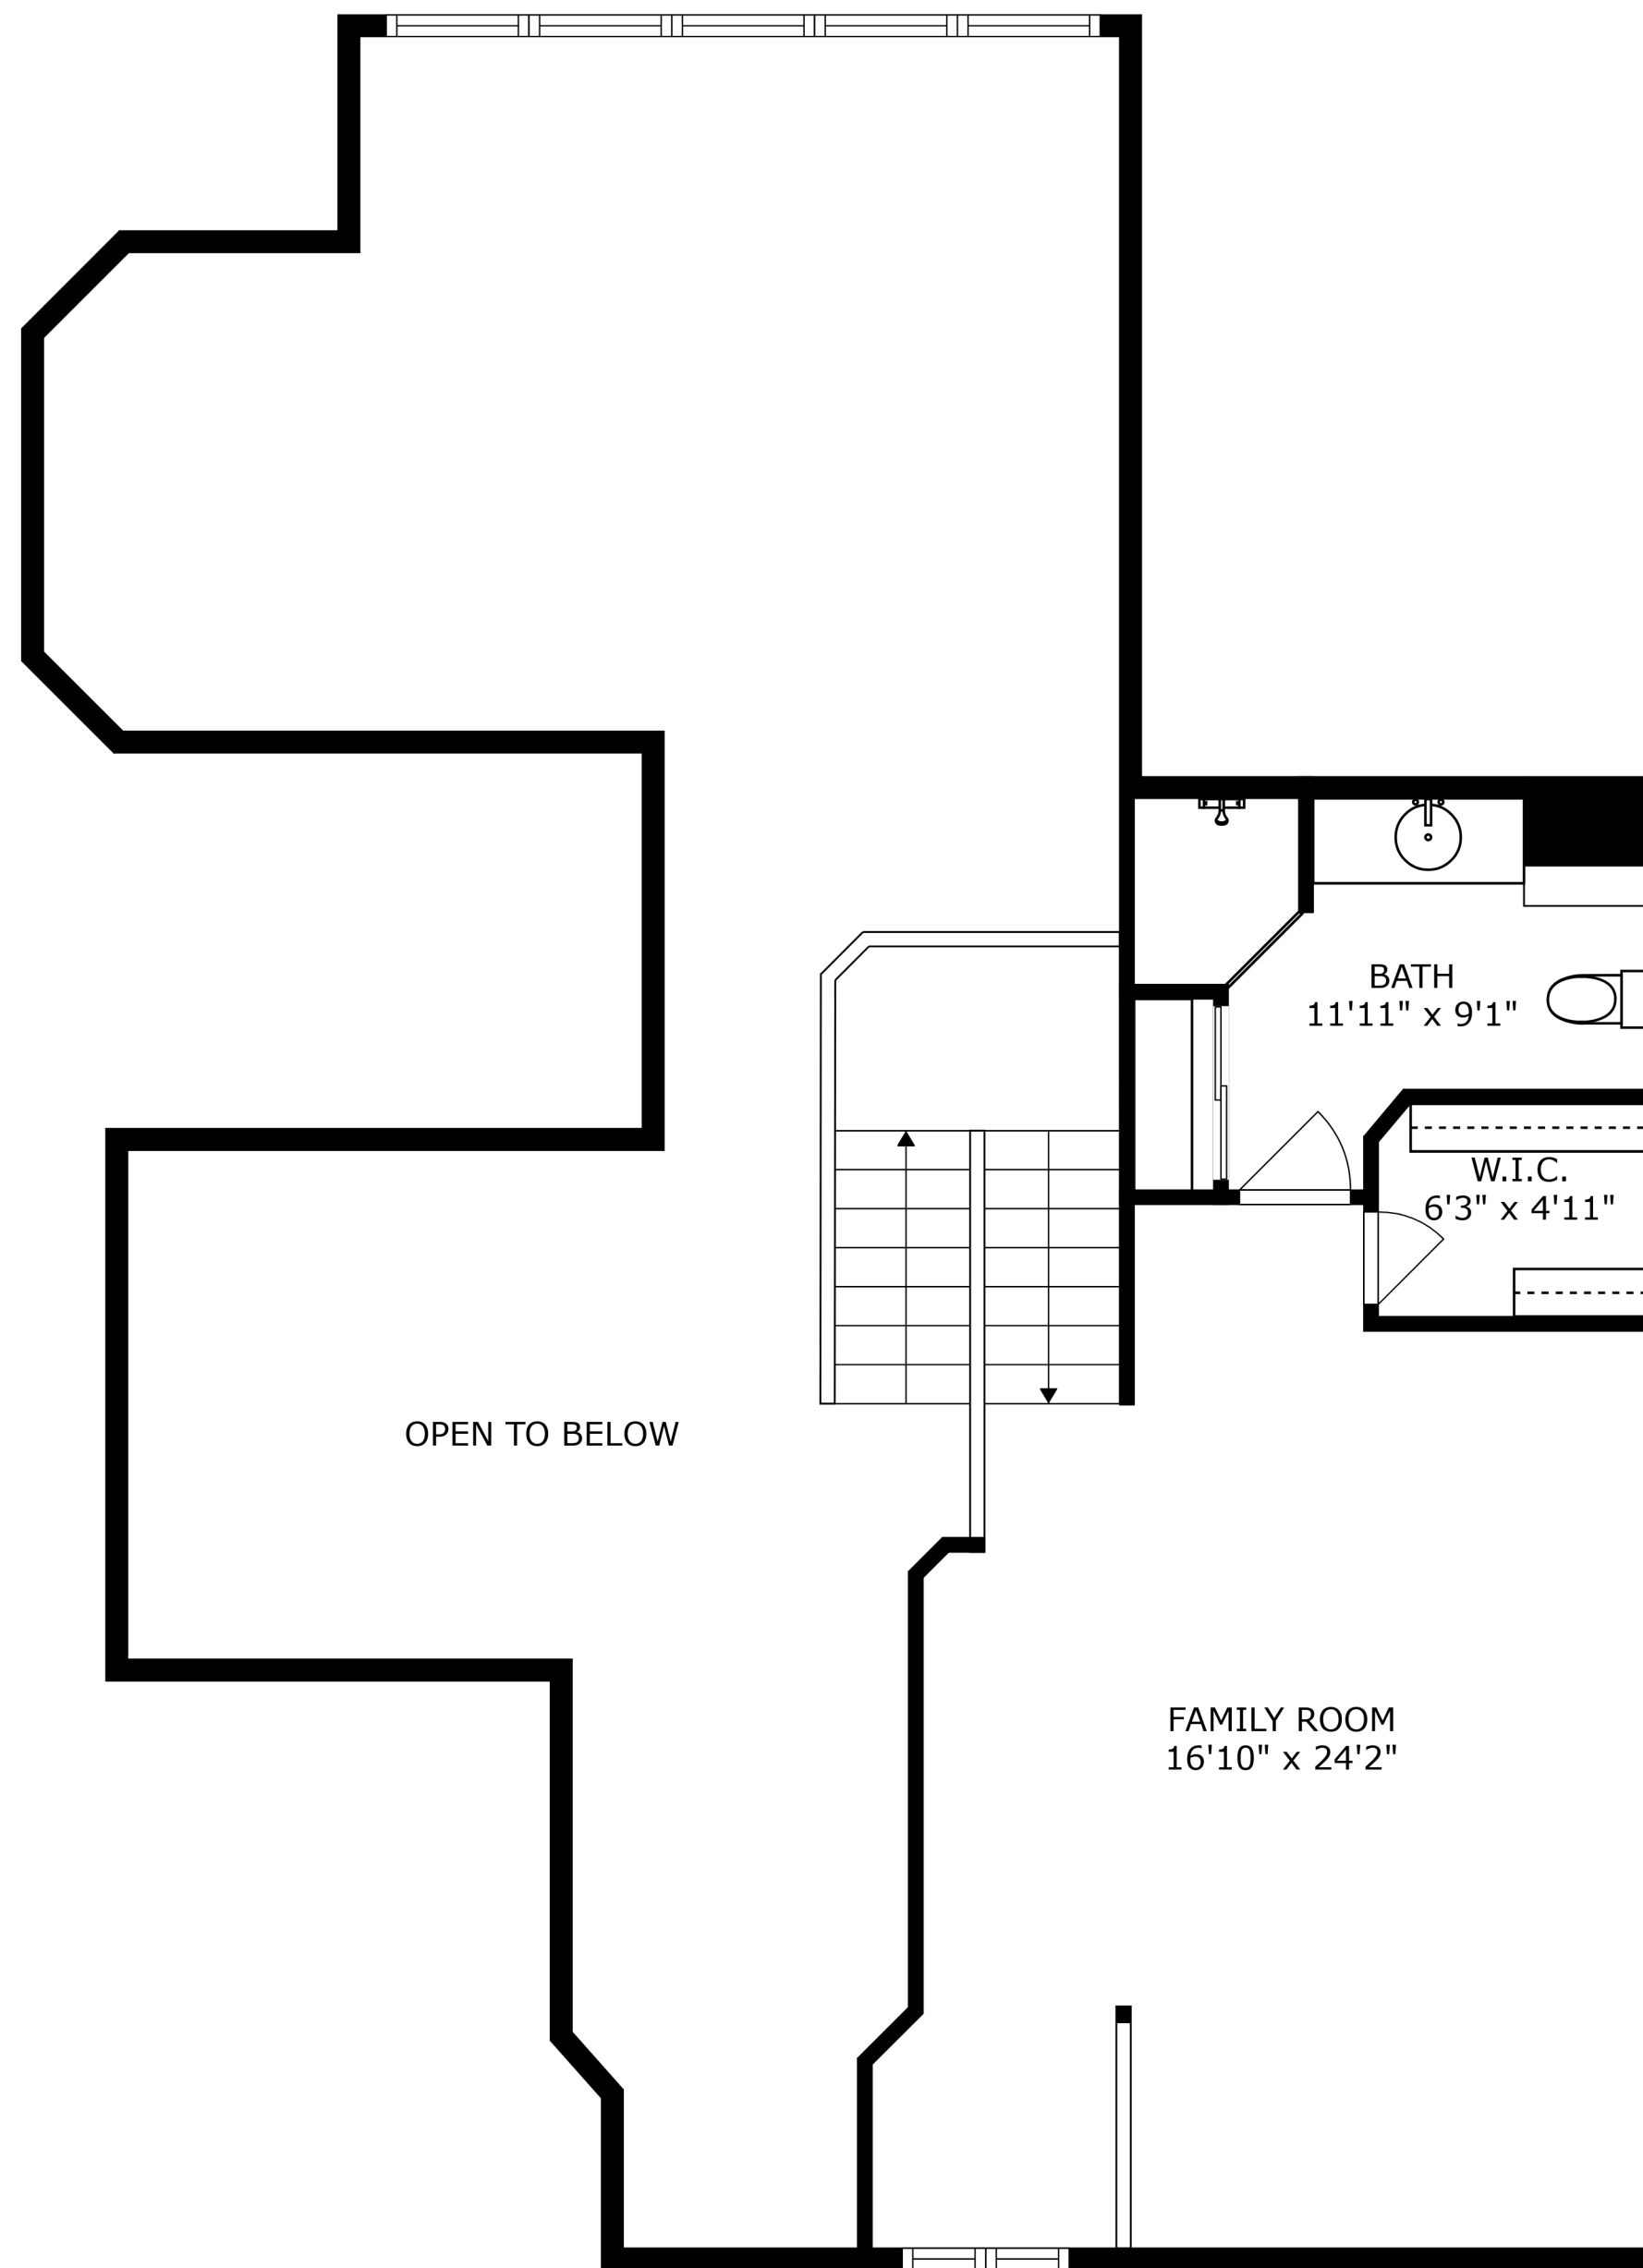 BATH
11'11" x 9'1"
W.I.C.
6'3" x 4'11"
OPEN TO BELOW
FAMILY ROOM
16'10" x 24'2"